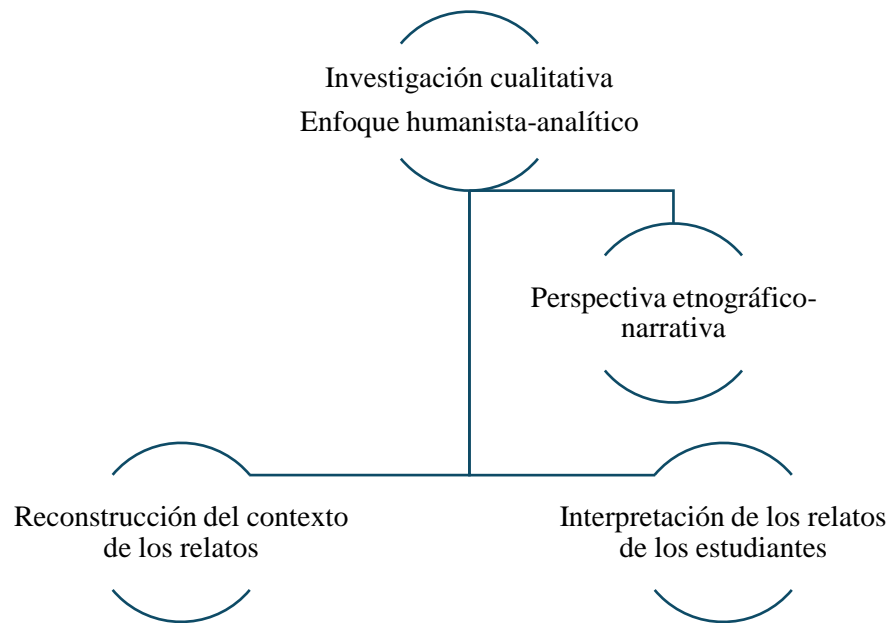 Investigación cualitativa
Enfoque humanista-analítico
Perspectiva etnográfico-
narrativa
Reconstrucción del contexto
de los relatos
Interpretación de los relatos
de los estudiantes